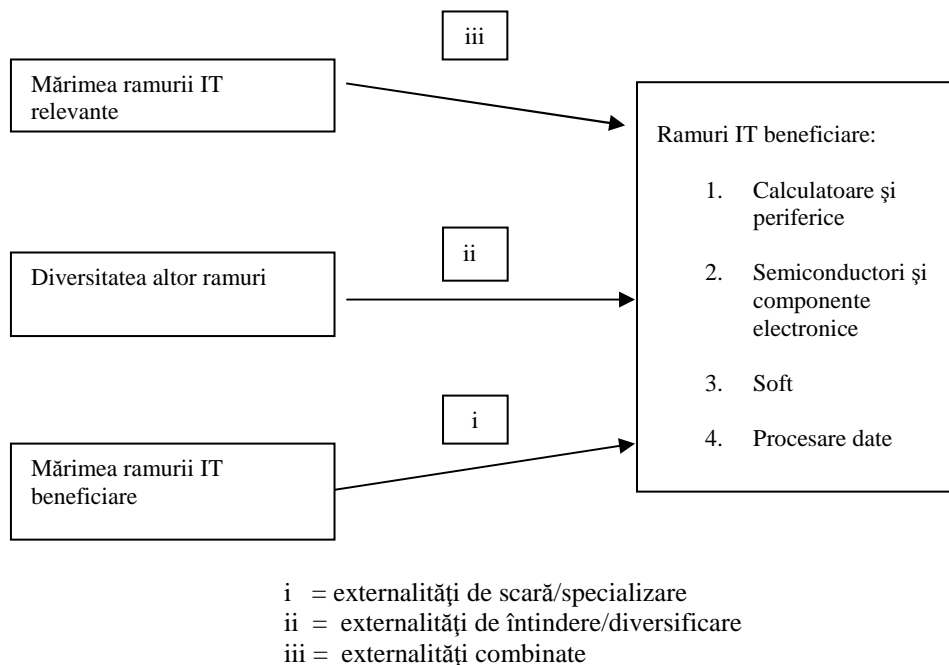 iii
Mărimea ramurii IT
relevante
Ramuri IT beneficiare:
1. Calculatoare şi
periferice
ii
Diversitatea altor ramuri
2. Semiconductori şi
componente
electronice
3. Soft
i
4. Procesare date
Mărimea ramurii IT
beneficiare
i = externalităţi de scară/specializare
ii = externalităţi de întindere/diversificare
iii = externalităţi combinate